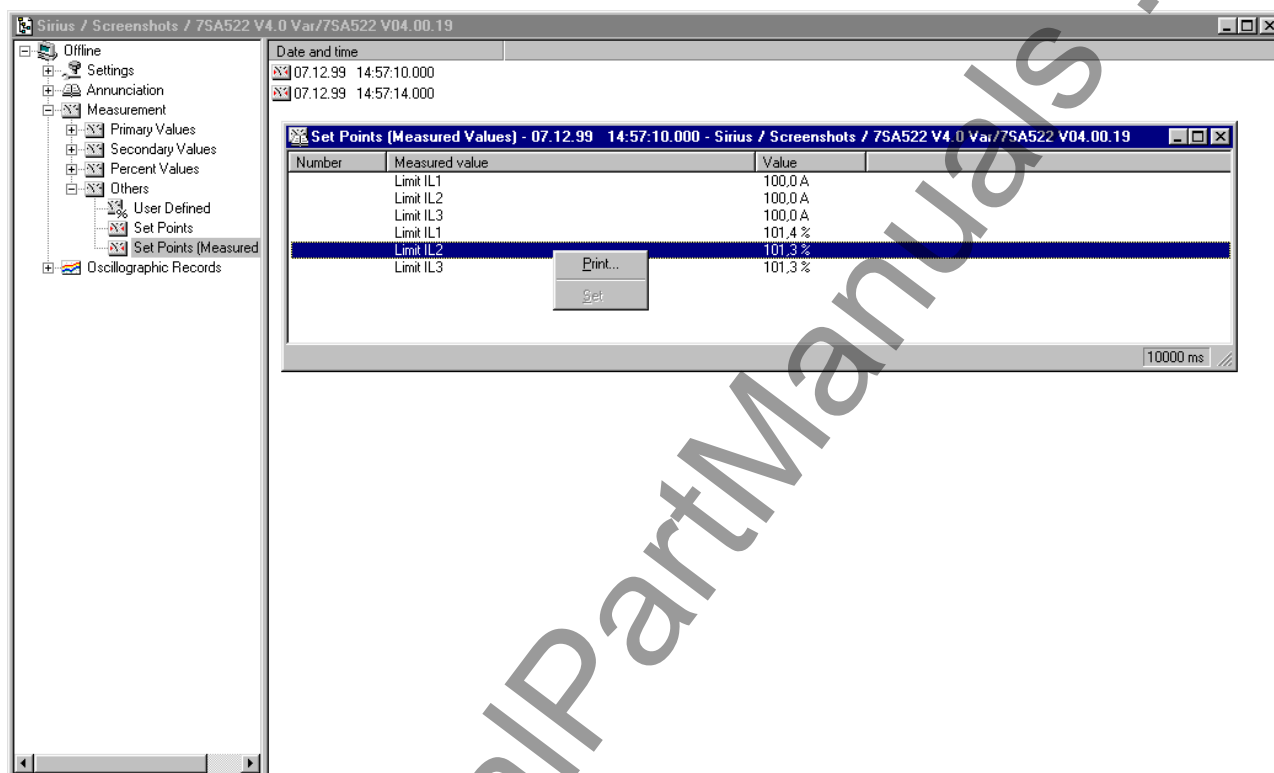 Sirius / Screenshots / 7SA522 V4.0 Var/7SA522 V04.00.19
Offline
Settings
Annunciation
Measurement
Primary Values
Secondary Values
Percent Values
Others
User Defined
Set Points
Set Points (Measured
Oscillographic Records
Date and time
07.12.99 14:57:10.000
07.12.99 14:57:14.000
Set Points (Measured Values) - 07.12.99 14:57:10.000 - Sirius / Screenshots / 7SA522 V4.0 Var/7SA522 V04.00.19
Number Measured value Value
Limit IL1 100,0 A
Limit IL2 100,0 A
Limit IL3 100,0 A
Limit IL1 101,4 %
Limit IL2 101,3 %
Limit IL3 101,3 %
Print...
Set
10000 ms
lPartManuals